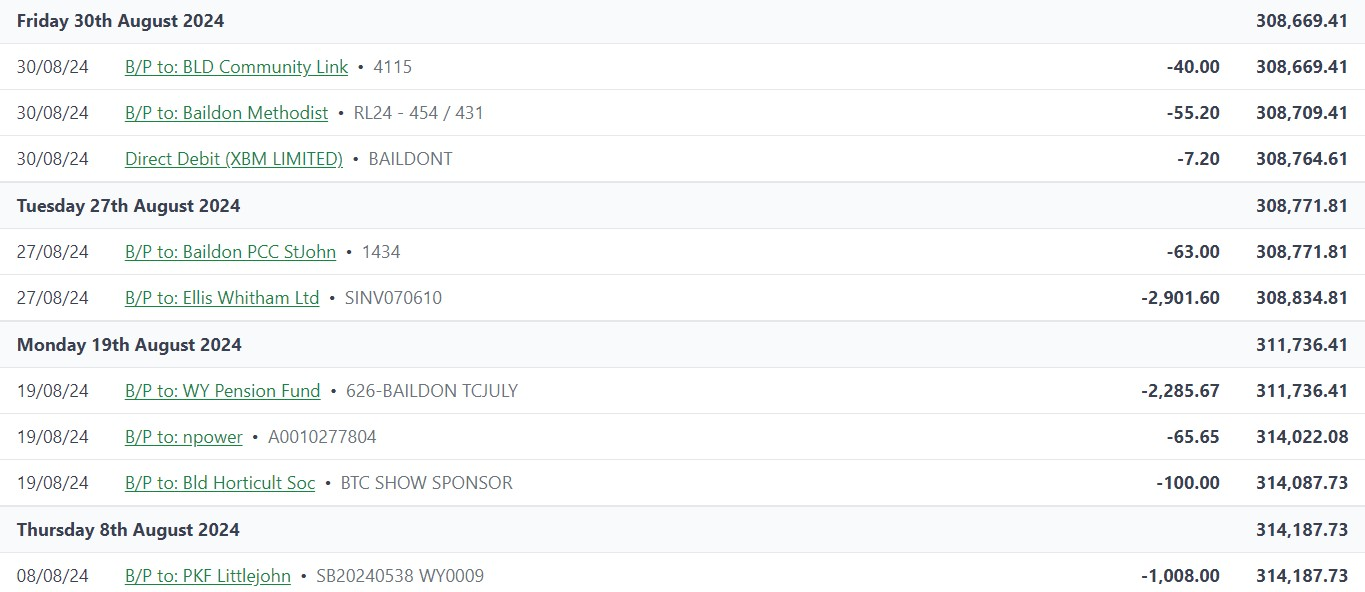 Friday 30th August 2024 308,669.41
30/08/24 B/P to: BLD Community Link • 4115 -40.00 308,669.41
30/08/24 B/P to: Baildon Methodist • RL24 - 454 / 431 -55.20 308,709.41
30/08/24 Direct Debit (XBM LIMITED) • BAILDONT -7.20 308,764.61
Tuesday 27th August 2024 308,771.81
27/08/24 B/P to: Baildon PCC StJohn • 1434 -63.00 308,771.81
27/08/24 B/P to: Ellis Whitham Ltd • SINV070610 -2,901.60 308,834.81
Monday 19th August 2024 311,736.41
19/08/24 B/P to: WY Pension Fund • 626-BAILDON TCJULY -2,285.67 311,736.41
19/08/24 B/P to: npower • A0010277804 -65.65 314,022.08
19/08/24 B/P to: Bld Horticult Soc • BTC SHOW SPONSOR -100.00 314,087.73
Thursday 8th August 2024 314,187.73
08/08/24 B/P to: PKF Littlejohn • SB20240538 WY0009 -1,008.00 314,187.73